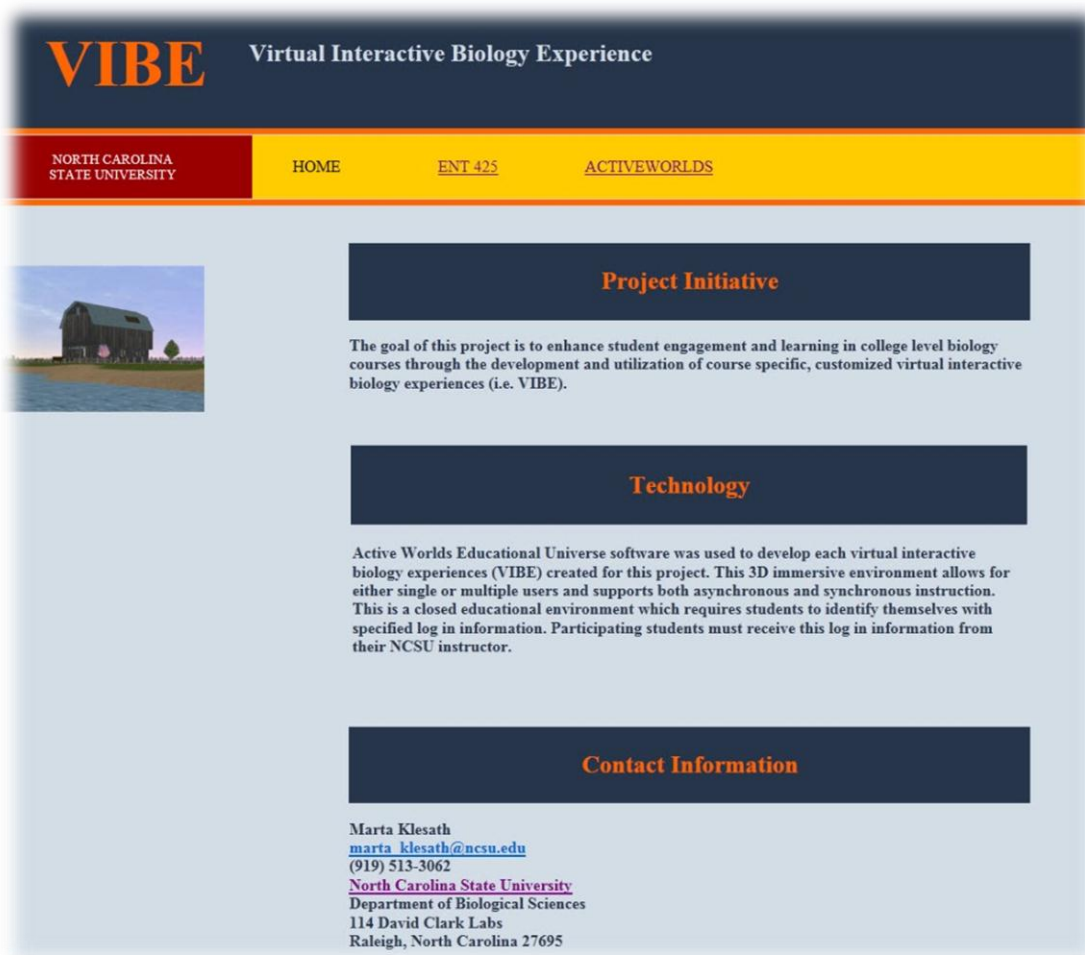 VIBE
Virtual Interactive Biology Experience
NORTH CAROLINA
STATE UNIVERSITY
HOME
ENT 425
ACTIVEWORLDS
Project Initiative
The goal of this project is to enhance student engagement and learning in college level biology
courses through the development and utilization of course specific, customized virtual interactive
biology experiences (i.e. VIBE).
Technology
Active Worlds Educational Universe software was used to develop each virtual interactive
biology experiences (VIBE) created for this project. This 3D immersive environment allows for
either single or multiple users and supports both asynchronous and synchronous instruction.
This is a closed educational environment which requires students to identify themselves with
specified log in information. Participating students must receive this log in information from
their NCSU instructor.
Contact Information
Marta Klesath
marta_klesath@ncsu.edu
(919) 513-3062
North Carolina State University
Department of Biological Sciences
114 David Clark Labs
Raleigh, North Carolina 27695